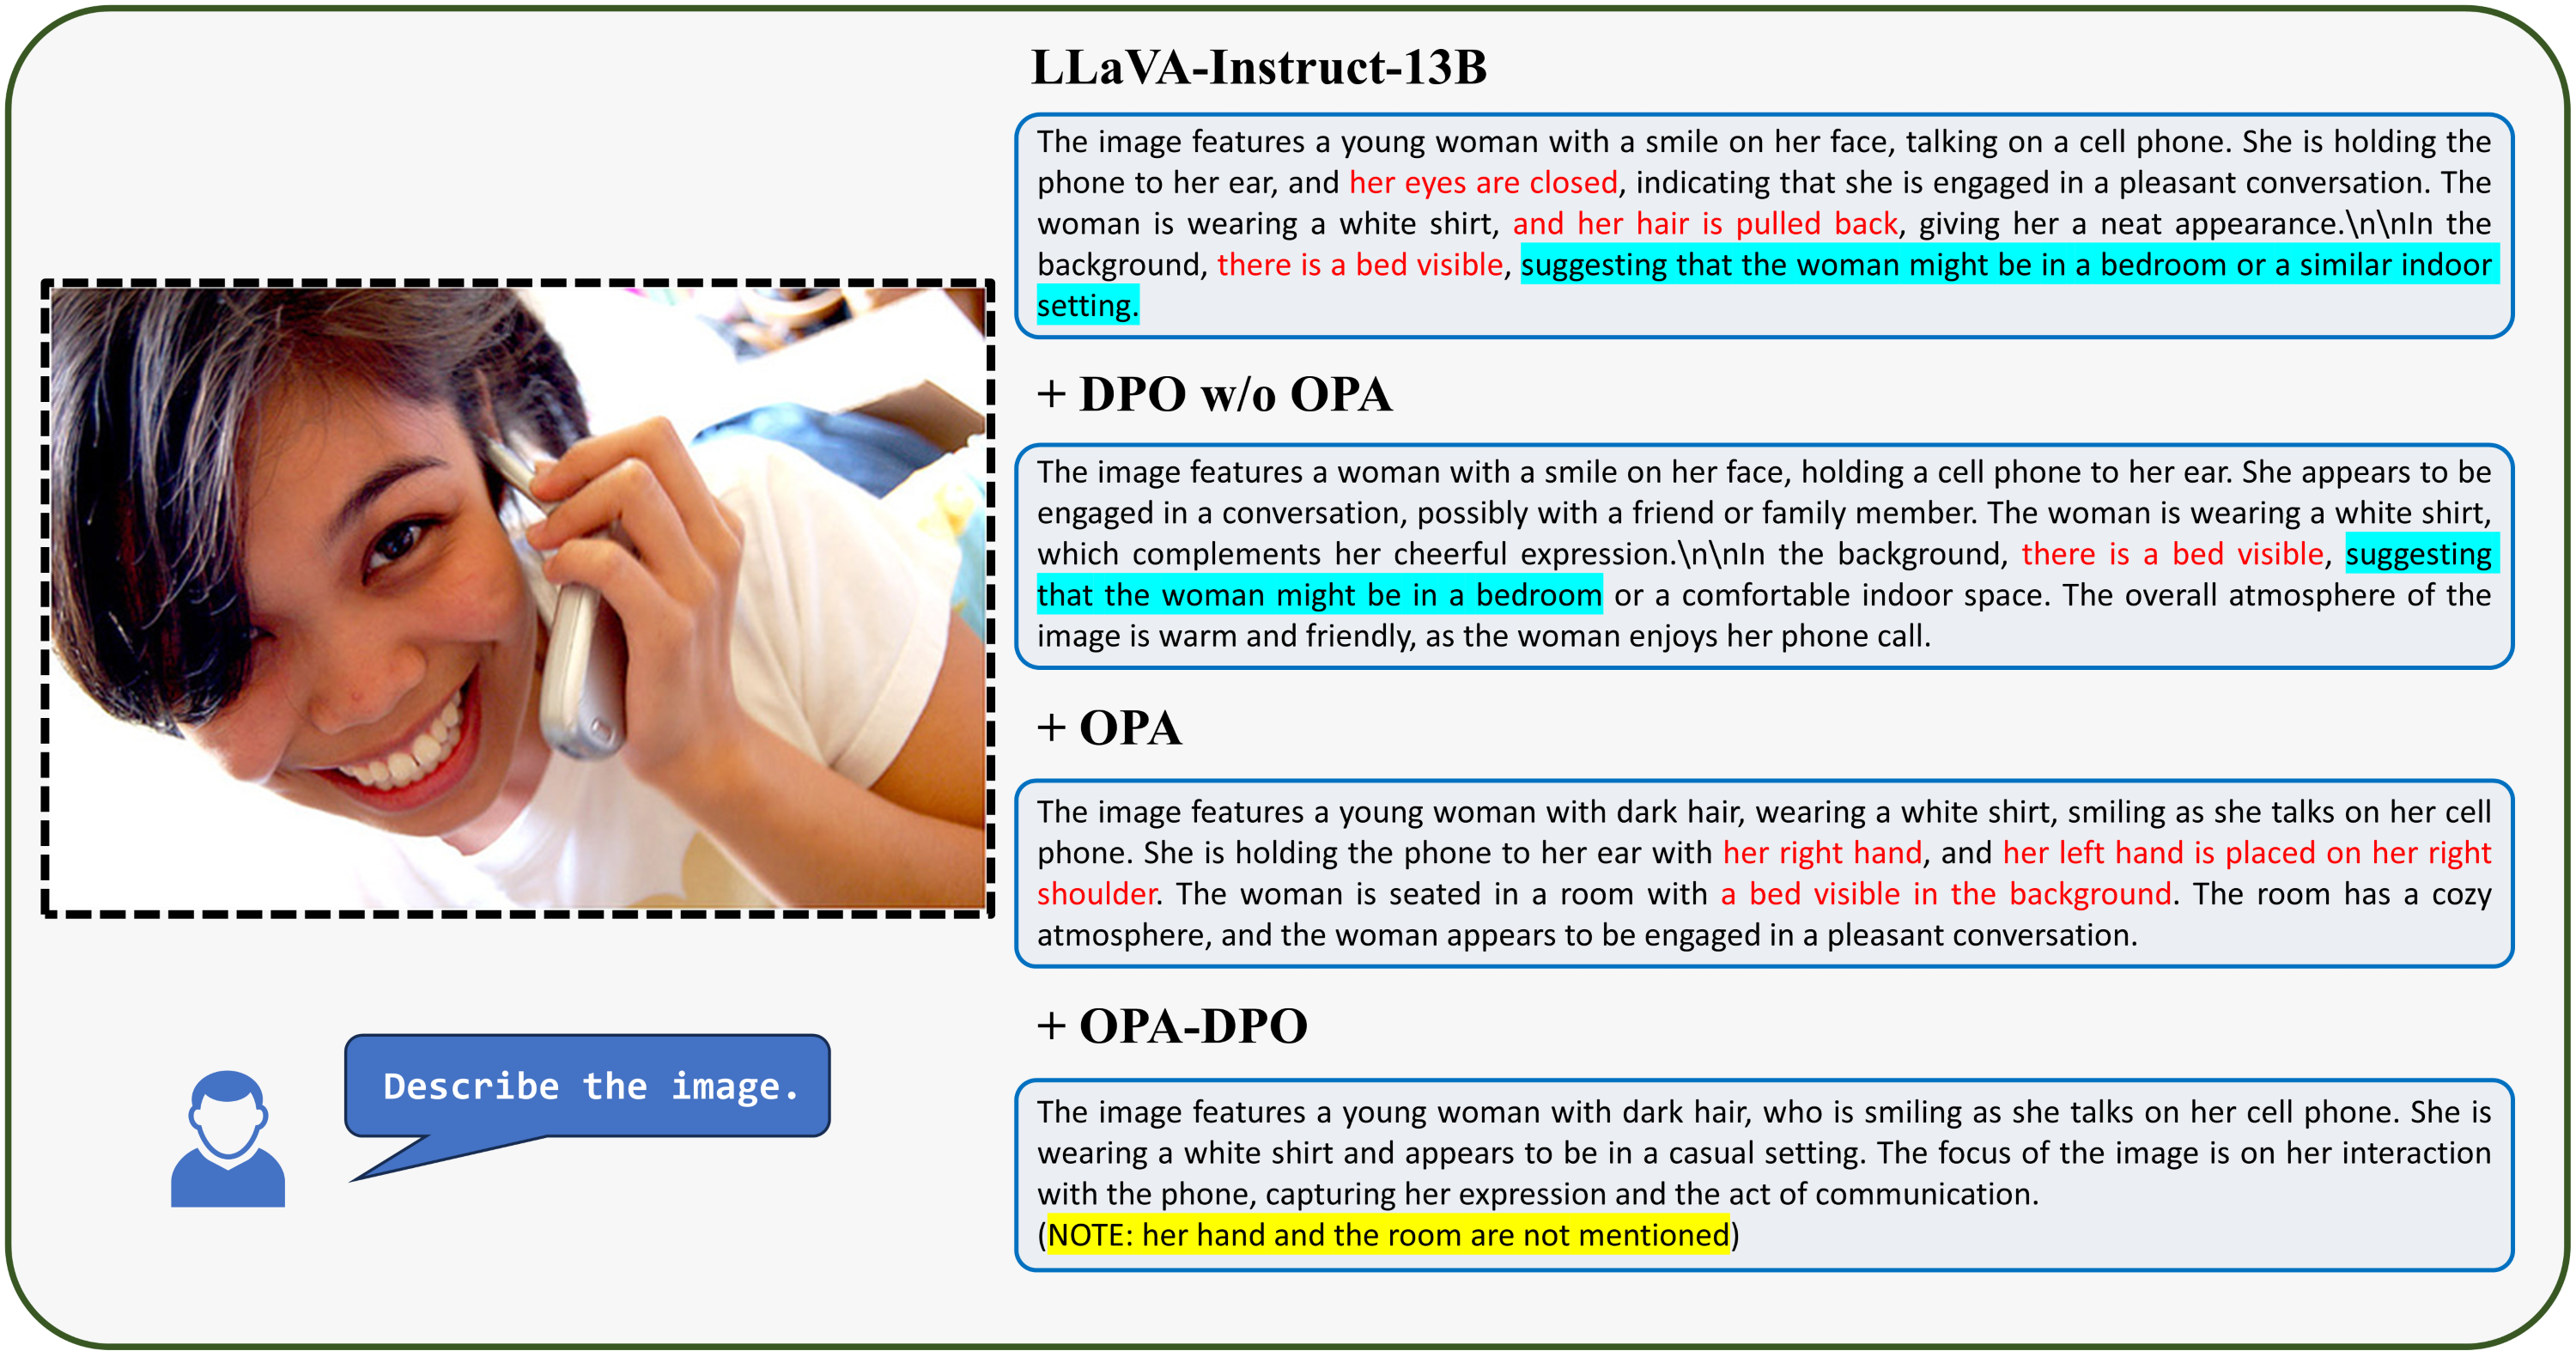 LLaVA-Instruct-13B
The image features a young woman with a smile on her face, talking on a cell phone. She is holding the
phone to her ear, and her eyes are closed, indicating that she is engaged in a pleasant conversation. The
woman is wearing a white shirt, and her hair is pulled back, giving her a neat appearance.\n\nIn the
background, there is a bed visible, suggesting that the woman might be in a bedroom or a similar indoor
setting.
+ DPO w/o OPA
The image features a woman with a smile on her face, holding a cell phone to her ear. She appears to be
engaged in a conversation, possibly with a friend or family member. The woman is wearing a white shirt,
which complements her cheerful expression.\n\nIn the background, there is a bed visible, suggesting
that the woman might be in a bedroom or a comfortable indoor space. The overall atmosphere of the
image is warm and friendly, as the woman enjoys her phone call.
+ OPA
The image features a young woman with dark hair, wearing a white shirt, smiling as she talks on her cell
phone. She is holding the phone to her ear with her right hand, and her left hand is placed on her right
shoulder. The woman is seated in a room with a bed visible in the background. The room has a cozy
atmosphere, and the woman appears to be engaged in a pleasant conversation.
+ OPA-DPO
Describe the image.
The image features a young woman with dark hair, who is smiling as she talks on her cell phone. She is
wearing a white shirt and appears to be in a casual setting. The focus of the image is on her interaction
with the phone, capturing her expression and the act of communication.
(NOTE: her hand and the room are not mentioned)